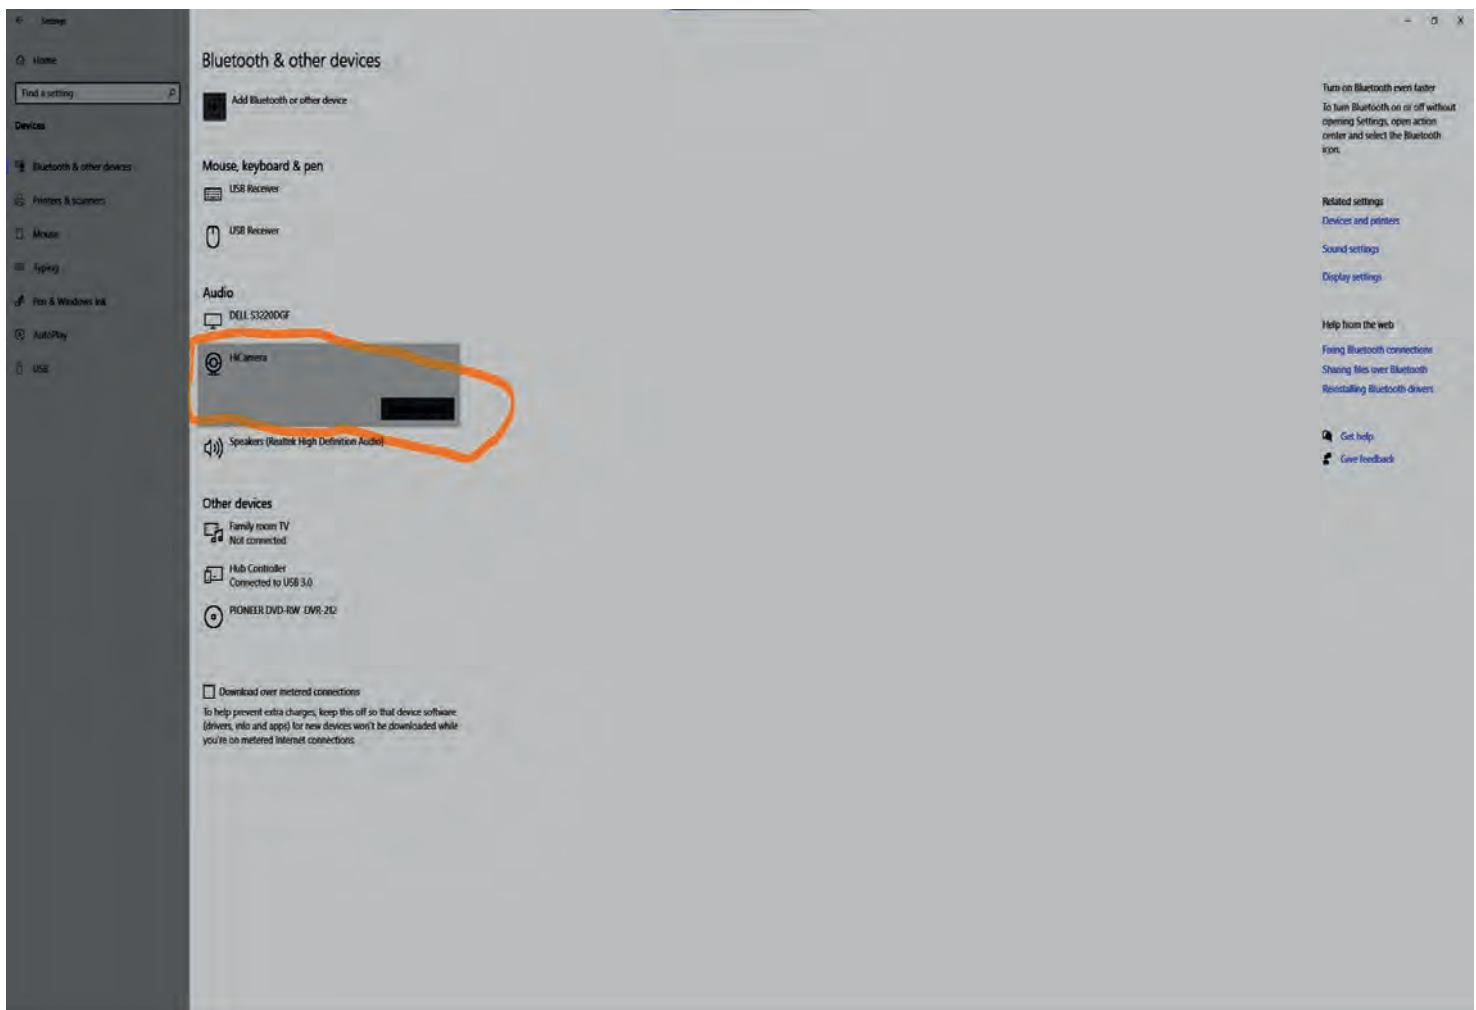 Settings
Home
Find a setting
Devices
Bluetooth & other devices
Printers & scanners
Mouse
Typing
Pen & Windows Ink
AutoPlay
USB
Bluetooth & other devices
Add Bluetooth or other device
Mouse, keyboard & pen
USB Receiver
USB Receiver
Audio
DELL S3220DGF
HiCamera
Speakers (Realtek High Definition Audio)
Other devices
Family room TV
Not connected
Hub Controller
Connected to USB 3.0
PIONEER DVD-RW DVR-212
Download over metered connections
To help prevent extra charges, keep this off so that device software
(drivers, info and apps) for new devices won't be downloaded while
you're on metered Internet connections.
Turn on Bluetooth even faster
To turn Bluetooth on or off without
opening Settings, open action
center and select the Bluetooth
icon.
Related settings
Devices and printers
Sound settings
Display settings
Help from the web
Fixing Bluetooth connections
Sharing files over Bluetooth
Reinstalling Bluetooth drivers
Get help
Give feedback